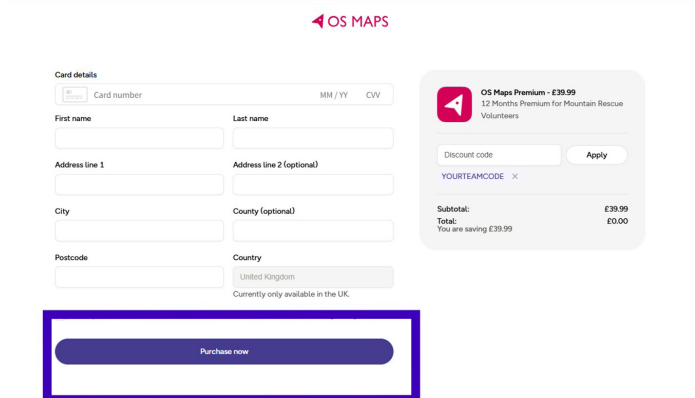 OS MAPS
Card details
Card number MM / YY CVV
First name Last name
Address line 1 Address line 2 (optional)
City County (optional)
Postcode Country
United Kingdom
Currently only available in the UK.
Purchase now
OS Maps Premium - £39.99
12 Months Premium for Mountain Rescue
Volunteers
Discount code Apply
YOURTEAMCODE ×
Subtotal: £39.99
Total: £0.00
You are saving £39.99